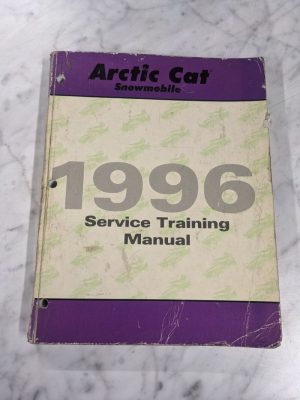 Arctic Cat
Snowmobile
1996
Service Training
Manual